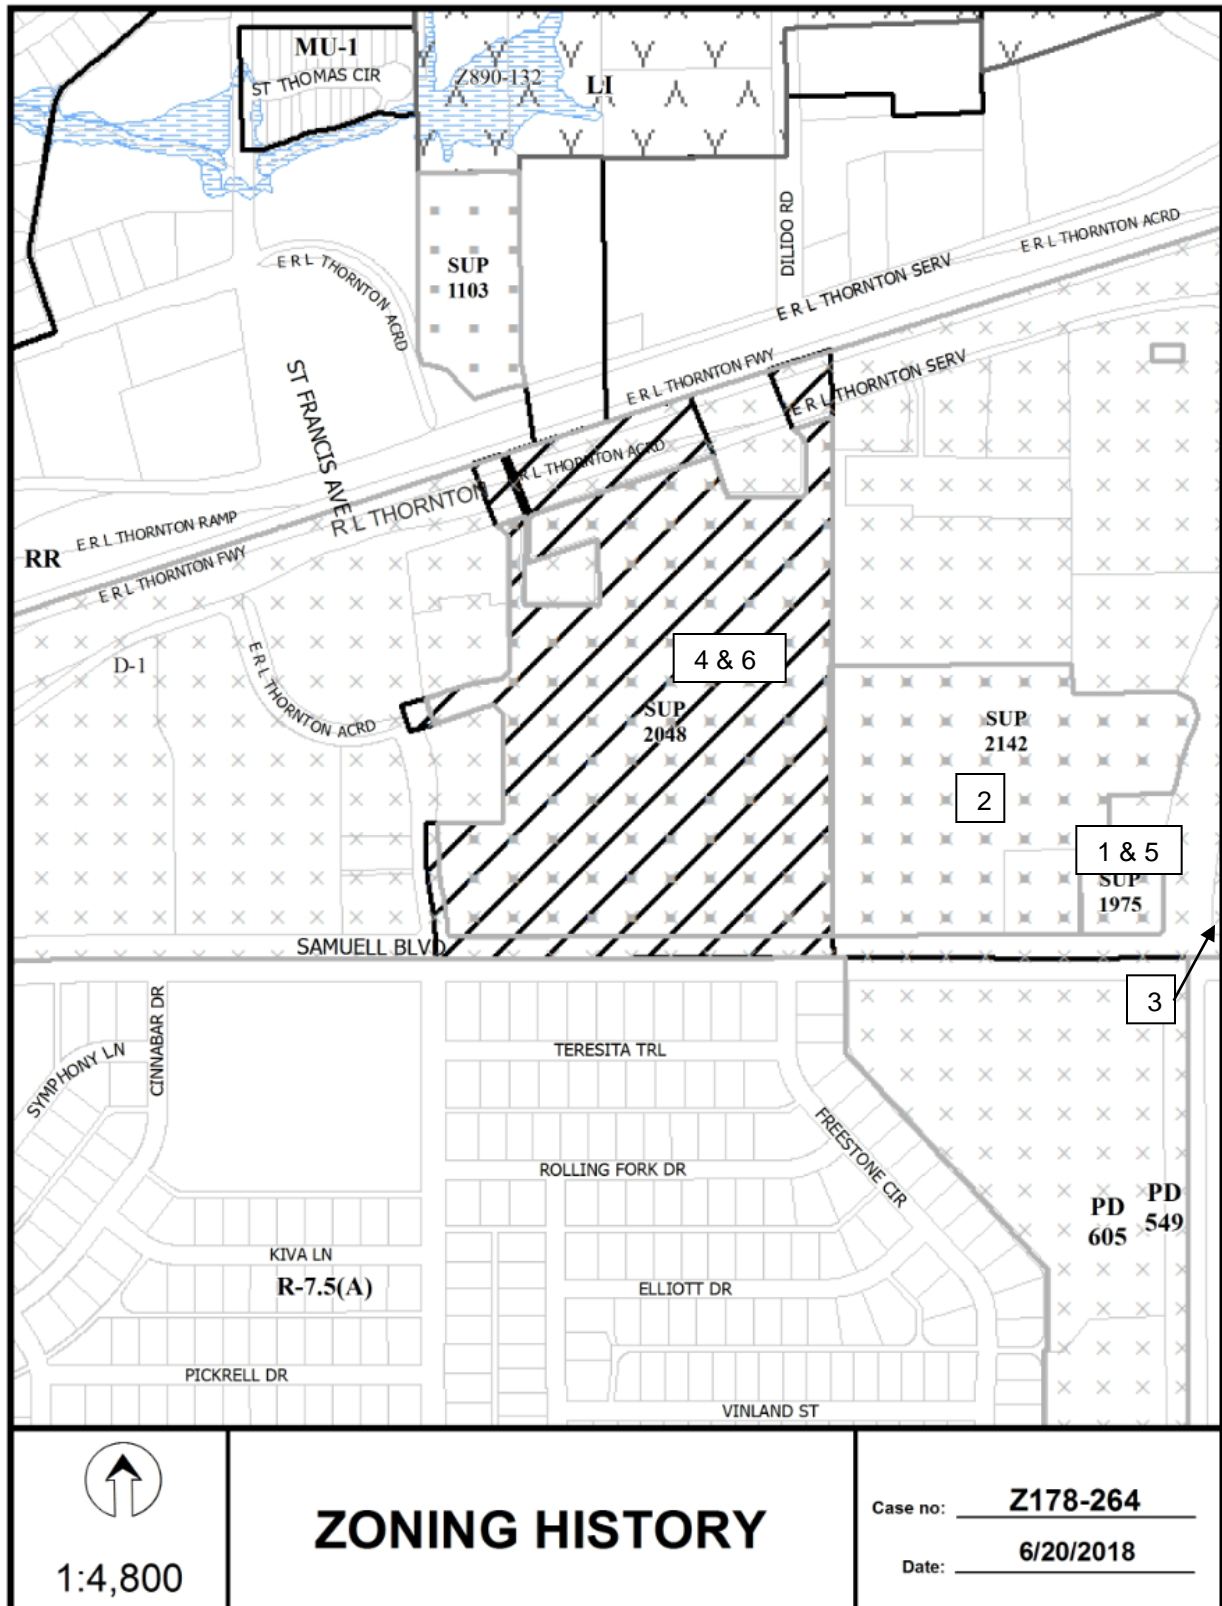 MU-1
ST THOMAS CIR
Z890-132
LI
DILIDO RD
SUP
1103
E R L THORNTON ACRD
E R L THORNTON ACRD
E R L THORNTON SERV
ST FRANCIS AVE
E R L THORNTON FWY
E R L THORNTON SERV
R L THORNTON ACRD
R L THORNTON
E R L THORNTON RAMP
RR
E R L THORNTON FWY
D-1
E R L THORNTON ACRD
4 & 6
SUP
2048
SUP
2142
2
1 & 5
SUP
1975
SAMUELL BLVD
3
CINNABAR DR
SYMPHONY LN
TERESITA TRL
FREESTONE CIR
ROLLING FORK DR
PD
605
PD
549
KIVA LN
R-7.5(A)
ELLIOTT DR
PICKRELL DR
VINLAND ST
1:4,800
ZONING HISTORY
Case no: Z178-264
Date: 6/20/2018